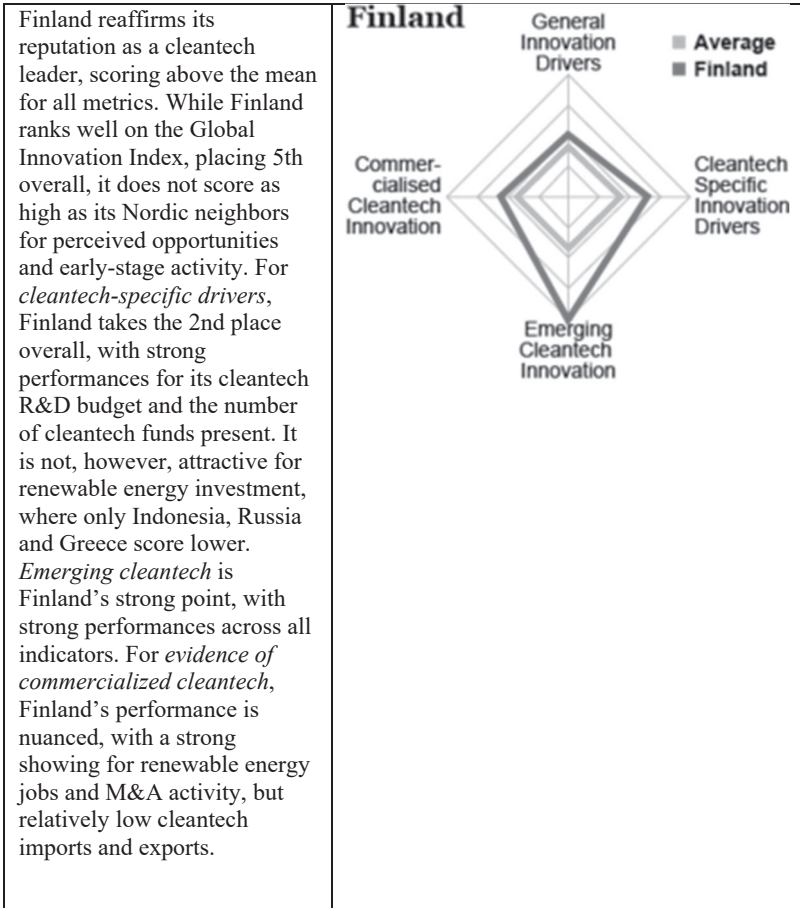 Finland reaffirms its
reputation as a cleantech
leader, scoring above the mean
for all metrics. While Finland
ranks well on the Global
Innovation Index, placing 5th
overall, it does not score as
high as its Nordic neighbors
for perceived opportunities
and early-stage activity. For
cleantech-specific drivers,
Finland takes the 2nd place
overall, with strong
performances for its cleantech
R&D budget and the number
of cleantech funds present. It
is not, however, attractive for
renewable energy investment,
where only Indonesia, Russia
and Greece score lower.
Emerging cleantech is
Finland’s strong point, with
strong performances across all
indicators. For evidence of
commercialized cleantech,
Finland’s performance is
nuanced, with a strong
showing for renewable energy
jobs and M&A activity, but
relatively low cleantech
imports and exports.
Finland
General
Innovation
Drivers
Average
Finland
Commer-
cialised
Cleantech
Innovation
Cleantech
Specific
Innovation
Drivers
Emerging
Cleantech
Innovation